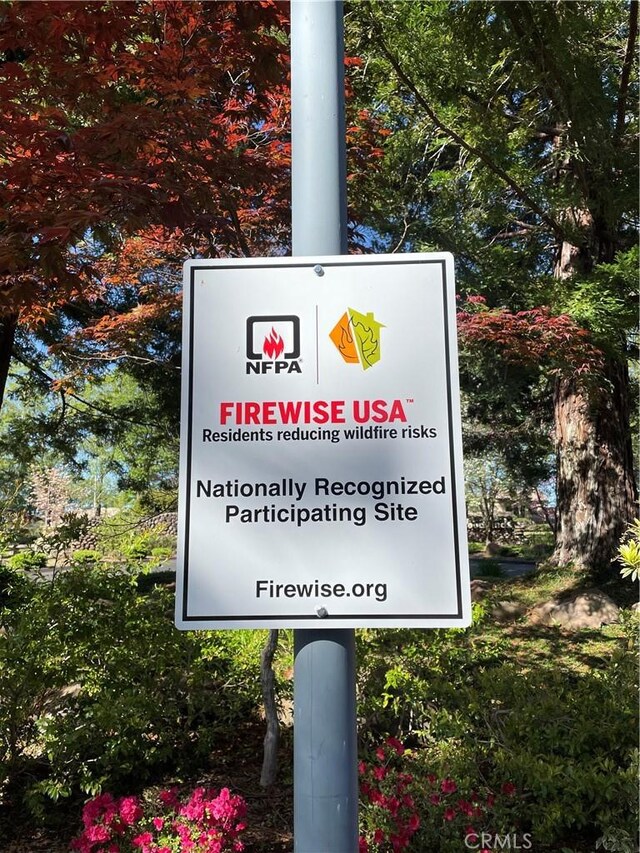 NFPA®
FIREWISE USA™
Residents reducing wildfire risks
Nationally Recognized
Participating Site
Firewise.org
CRMLS